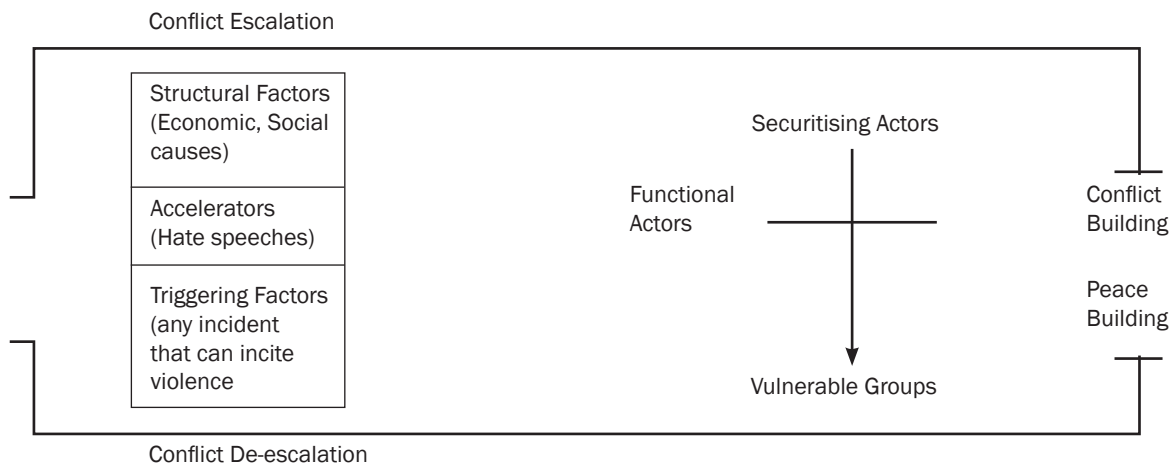 Conflict Escalation
Structural Factors
(Economic, Social
causes)
Accelerators
(Hate speeches)
Triggering Factors
(any incident
that can incite
violence
Securitising Actors
Functional
Actors
Vulnerable Groups
Conflict
Building
Peace
Building
Conflict De-escalation